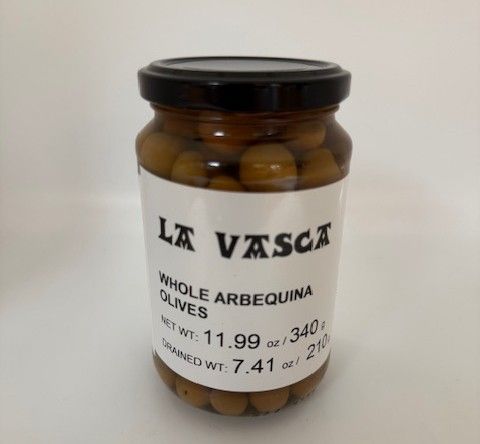 LA VASCA
WHOLE ARBEQUINA
OLIVES
NET WT: 11.99 oz / 340 g
DRAINED WT: 7.41 oz / 210